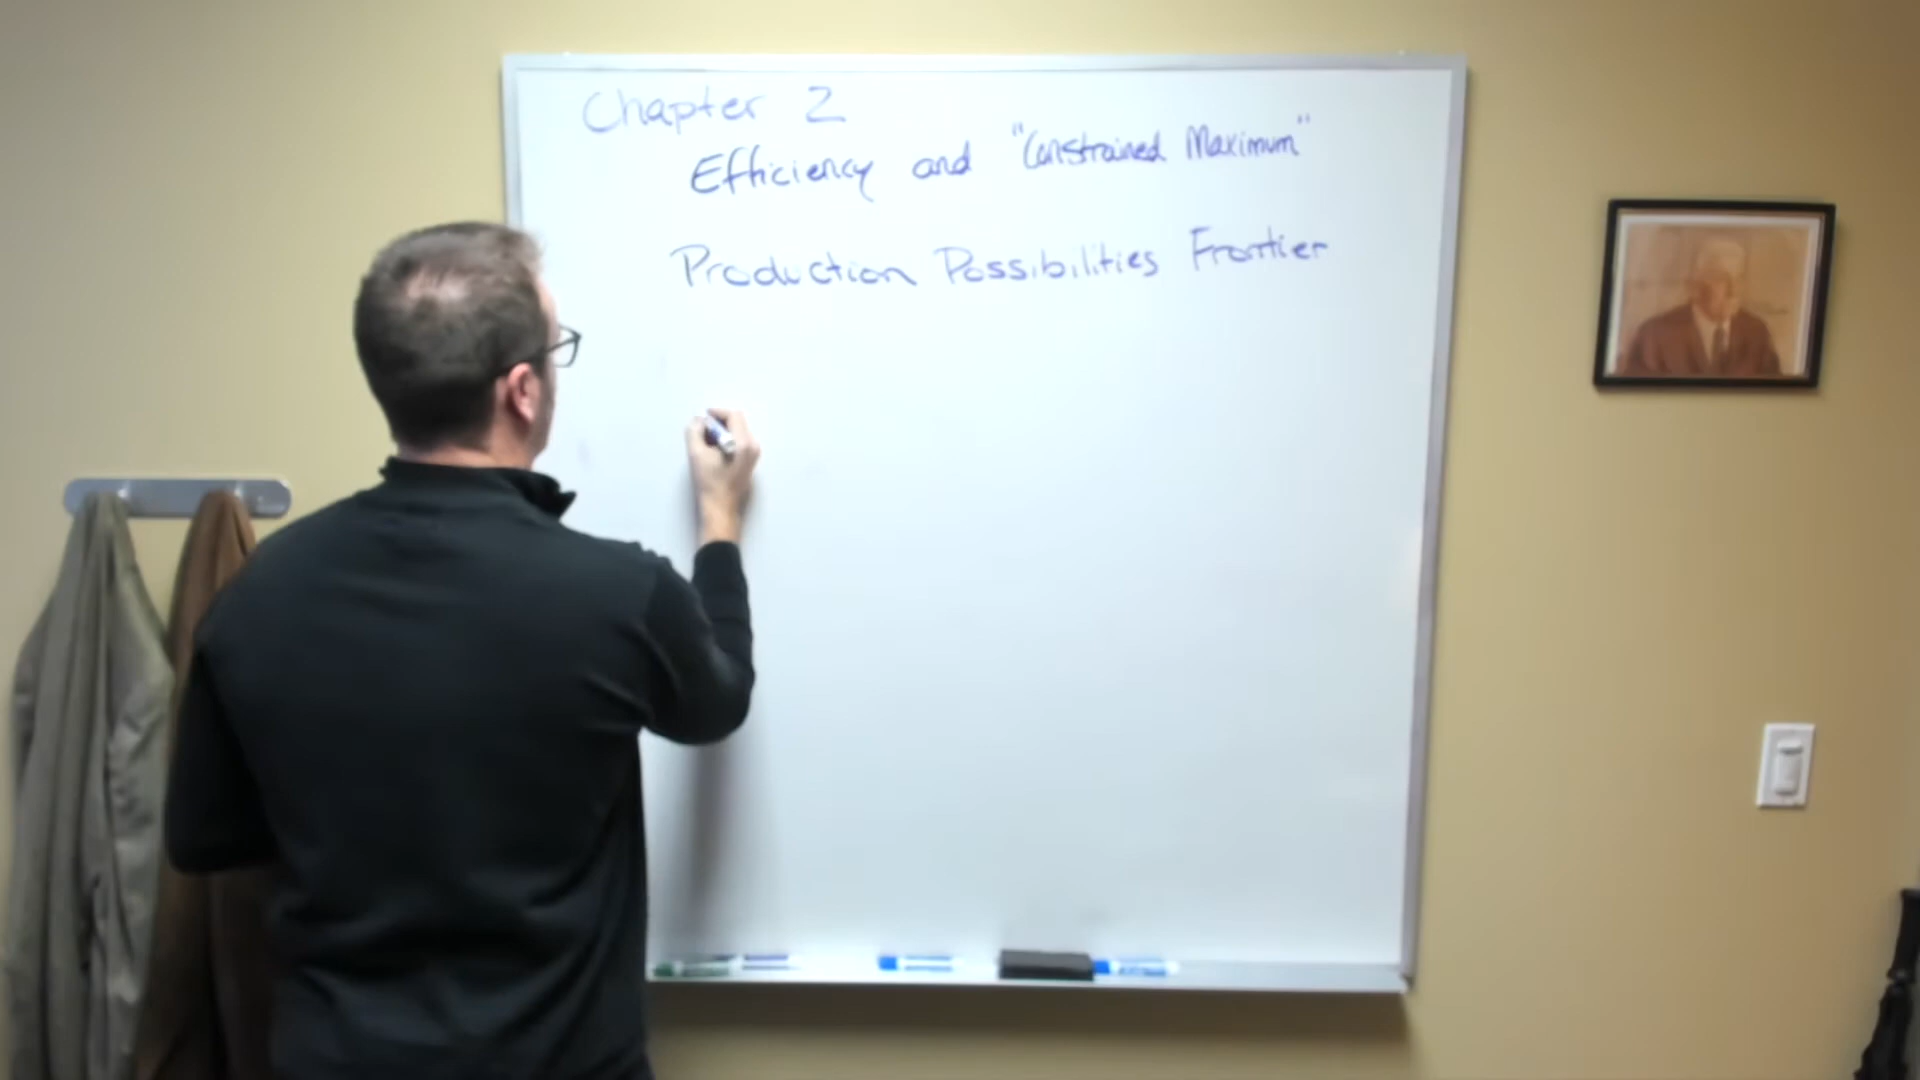 Chapter 2
Efficiency and "Constrained Maximum"
Production Possibilities Frontier